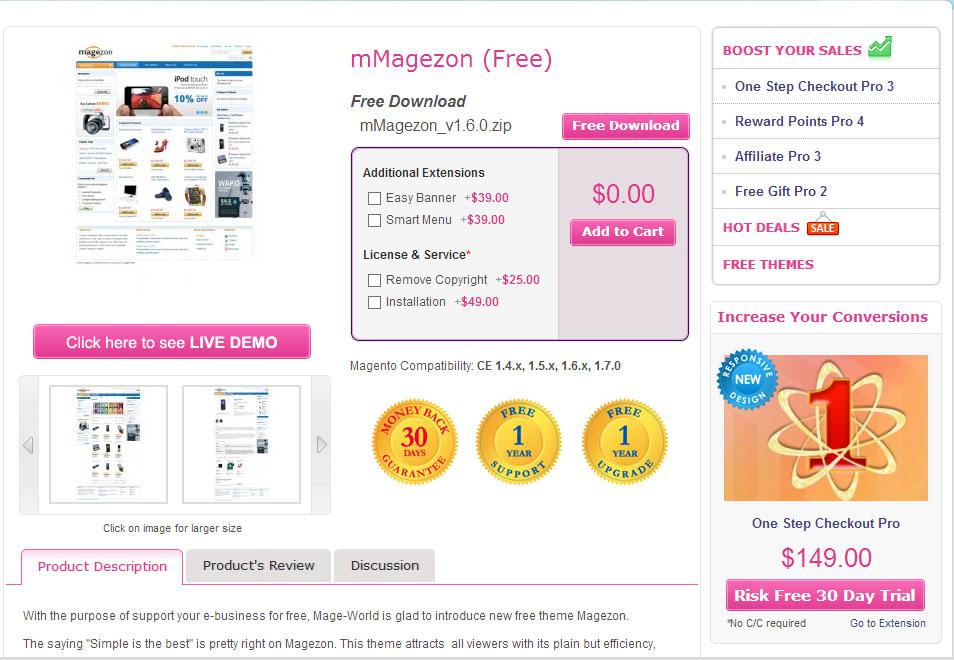 magezon
iPod touch
10% OFF
WAKO
mMagezon (Free)
Free Download
mMagezon_v1.6.0.zip
Free Download
Additional Extensions
Easy Banner +$39.00
Smart Menu +$39.00
License & Service*
Remove Copyright +$25.00
Installation +$49.00
$0.00
Add to Cart
Click here to see LIVE DEMO
Magento Compatibility: CE 1.4.x, 1.5.x, 1.6.x, 1.7.0
MONEY BACK
30
DAYS
GUARANTEE
FREE
1
YEAR
SUPPORT
FREE
1
YEAR
UPGRADE
Click on image for larger size
Product Description
Product's Review
Discussion
With the purpose of support your e-business for free, Mage-World is glad to introduce new free theme Magezon.
The saying "Simple is the best" is pretty right on Magezon. This theme attracts all viewers with its plain but efficiency,
BOOST YOUR SALES
One Step Checkout Pro 3
Reward Points Pro 4
Affiliate Pro 3
Free Gift Pro 2
HOT DEALS SALE
FREE THEMES
Increase Your Conversions
RESPONSIVE
NEW
DESIGN
1
One Step Checkout Pro
$149.00
Risk Free 30 Day Trial
*No C/C required Go to Extension